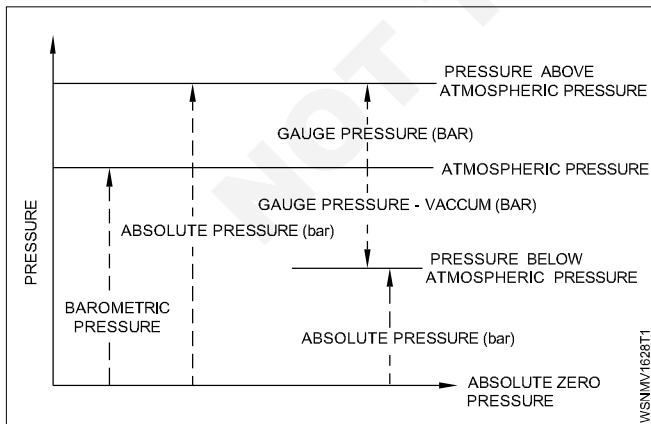 PRESSURE ABOVE
ATMOSPHERIC PRESSURE
GAUGE PRESSURE (BAR)
ATMOSPHERIC PRESSURE
GAUGE PRESSURE - VACCUM (BAR)
ABSOLUTE PRESSURE (bar)
PRESSURE
PRESSURE BELOW
ATMOSPHERIC PRESSURE
BAROMETRIC
PRESSURE
ABSOLUTE PRESSURE (bar)
ABSOLUTE ZERO
PRESSURE
WSNMV1628T1
NOT